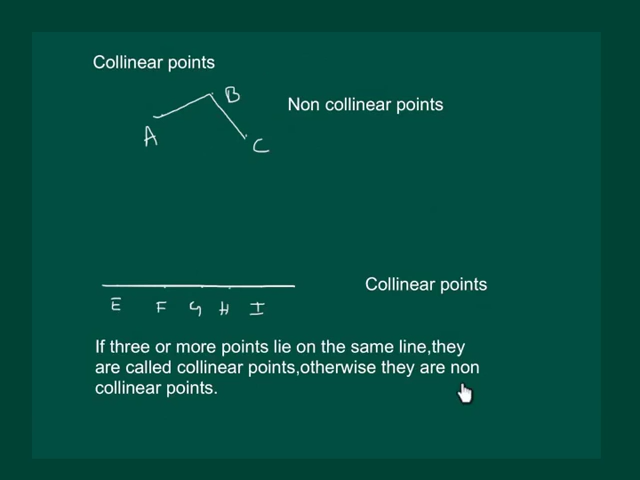 Collinear points
B
Non collinear points
A
C
Collinear points
E F G H I
If three or more points lie on the same line,they
are called collinear points,otherwise they are non
collinear points.